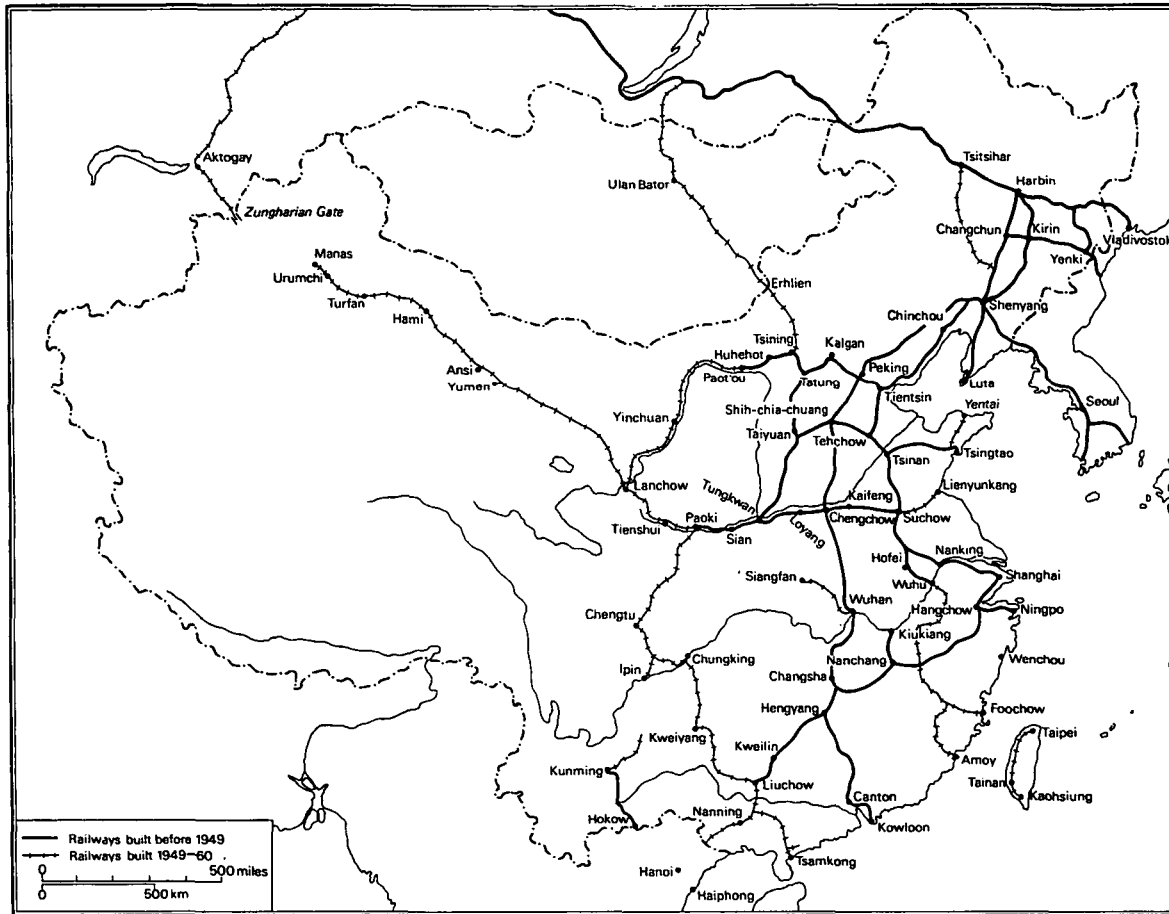 Aktogay
Zungharian Gate
Ulan Bator
Tsitsihar
Harbin
Changchun
Kirin
Vladivostok
Yenki
Manas
Urumchi
Turfan
Hami
Erhlien
Shenyang
Chinchou
Tsining
Kalgan
Huhehot
Paot'ou
Tatung
Peking
Ansi
Yumen
Luta
Tientsin
Seoul
Yentai
Shih-chia-chuang
Yinchuan
Taiyuan
Tehchow
Tsinan
Tsingtao
Lanchow
Tungkwan
Kaifeng
Lienyunkang
Tienshui
Paoki
Sian
Loyang
Chengchow
Suchow
Hofei
Nanking
Siangfan
Wuhu
Shanghai
Chengtu
Wuhan
Hangchow
Ningpo
Kiukiang
Ipin
Chungking
Nanchang
Wenchou
Changsha
Hengyang
Foochow
Kweiyang
Kweilin
Taipei
Kunming
Amoy
Liuchow
Tainan
Canton
Kaohsiung
Hokow
Nanning
Kowloon
Tsamkong
Hanoi
Haiphong
Railways built before 1949
Railways built 1949–60
0 500 miles
0 500 km